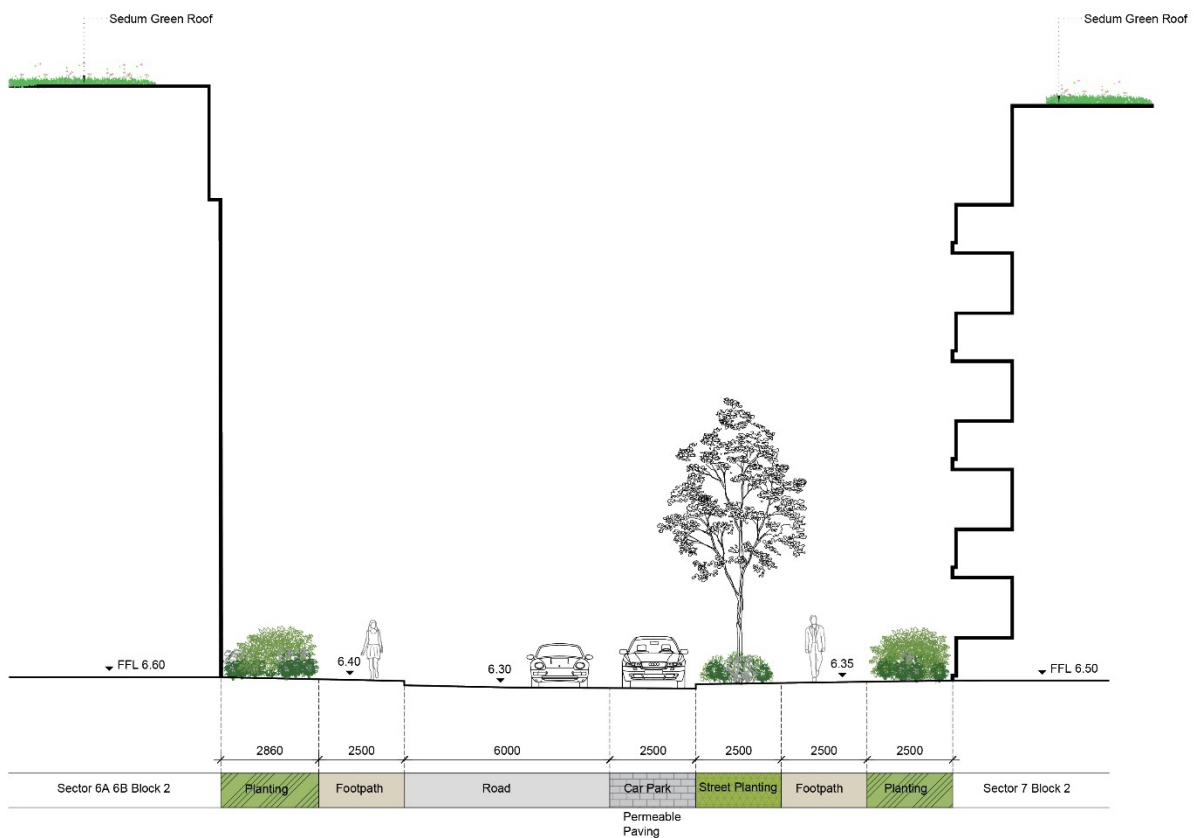 Sedum Green Roof
Sedum Green Roof
FFL 6.60
6.40
6.30
6.35
FFL 6.50
2860
2500
6000
2500
2500
2500
2500
Sector 6A 6B Block 2
Planting
Footpath
Road
Car Park
Street Planting
Footpath
Planting
Sector 7 Block 2
Permeable
Paving